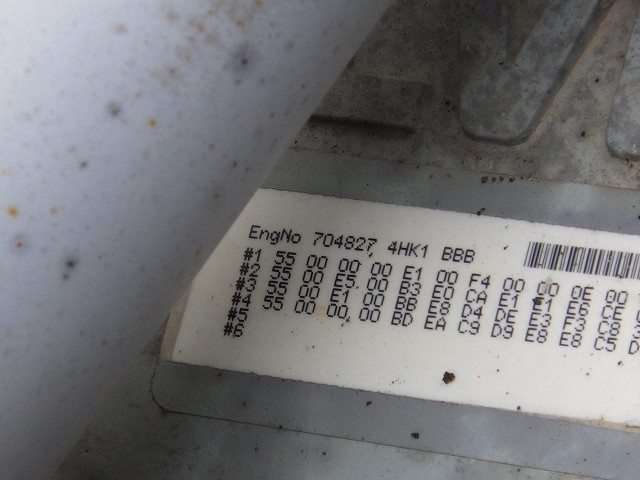 EngNo 704827, 4HK1 BBB
#1 55 00 00 00 E1 00 F4 00 00 0E 00
#2 55 00 E5 00 B3 E0 CA E1 E1 E6 CE
#3 55 00 E1 00 BB E8 D4 DE E3 F3 C8
#4 55 00 00 00 BD EA C9 D9 E8 E8 C5
#5
#6